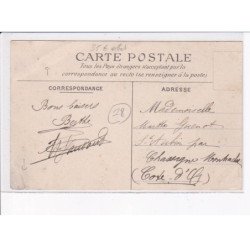 CARTE POSTALE
Tous les Pays étrangers n'acceptent pas la
correspondance au recto (se renseigner à la poste)
CORRESPONDANCE
ADRESSE
Bons baisers
Berthe
28
Mademoiselle
Marthe
St Aubin par
Chassagne Montrachet
(Côte d'Or)